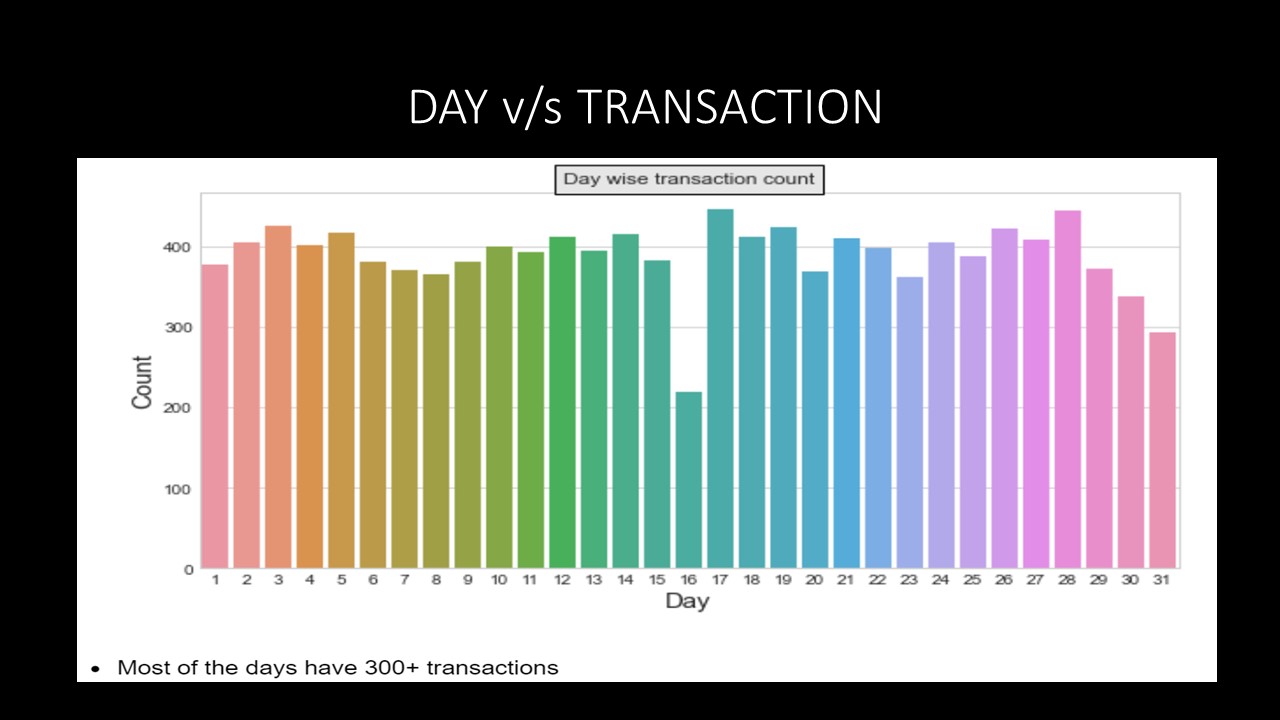 DAY v/s TRANSACTION
Day wise transaction count
400
300
200
100
0
Count
1 2 3 4 5 6 7 8 9 10 11 12 13 14 15 16 17 18 19 20 21 22 23 24 25 26 27 28 29 30 31
Day
• Most of the days have 300+ transactions